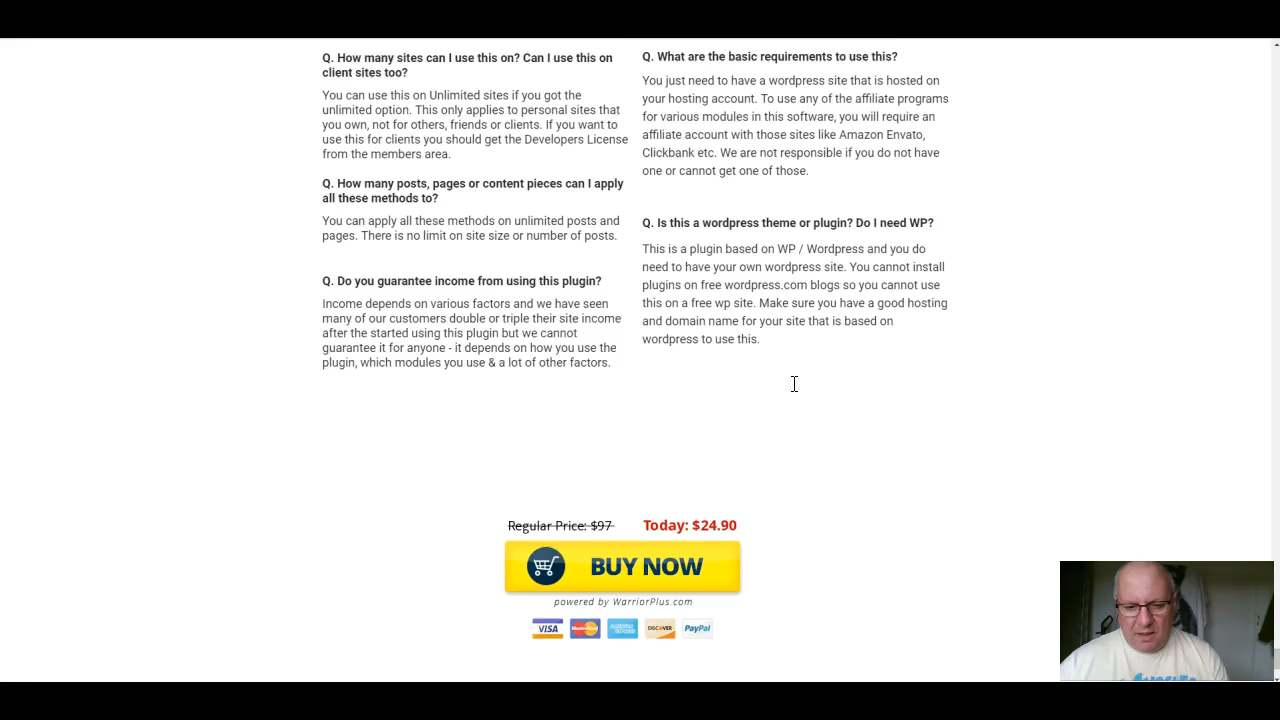 Q. How many sites can I use this on? Can I use this on
client sites too?
You can use this on Unlimited sites if you got the
unlimited option. This only applies to personal sites that
you own, not for others, friends or clients. If you want to
use this for clients you should get the Developers License
from the members area.
Q. How many posts, pages or content pieces can I apply
all these methods to?
You can apply all these methods on unlimited posts and
pages. There is no limit on site size or number of posts.
Q. Do you guarantee income from using this plugin?
Income depends on various factors and we have seen
many of our customers double or triple their site income
after the started using this plugin but we cannot
guarantee it for anyone - it depends on how you use the
plugin, which modules you use & a lot of other factors.
Q. What are the basic requirements to use this?
You just need to have a wordpress site that is hosted on
your hosting account. To use any of the affiliate programs
for various modules in this software, you will require an
affiliate account with those sites like Amazon Envato,
Clickbank etc. We are not responsible if you do not have
one or cannot get one of those.
Q. Is this a wordpress theme or plugin? Do I need WP?
This is a plugin based on WP / Wordpress and you do
need to have your own wordpress site. You cannot install
plugins on free wordpress.com blogs so you cannot use
this on a free wp site. Make sure you have a good hosting
and domain name for your site that is based on
wordpress to use this.
Regular Price: $97 Today: $24.90
BUY NOW
powered by WarriorPlus.com
VISA MasterCard AMERICAN EXPRESS DISCOVER PayPal